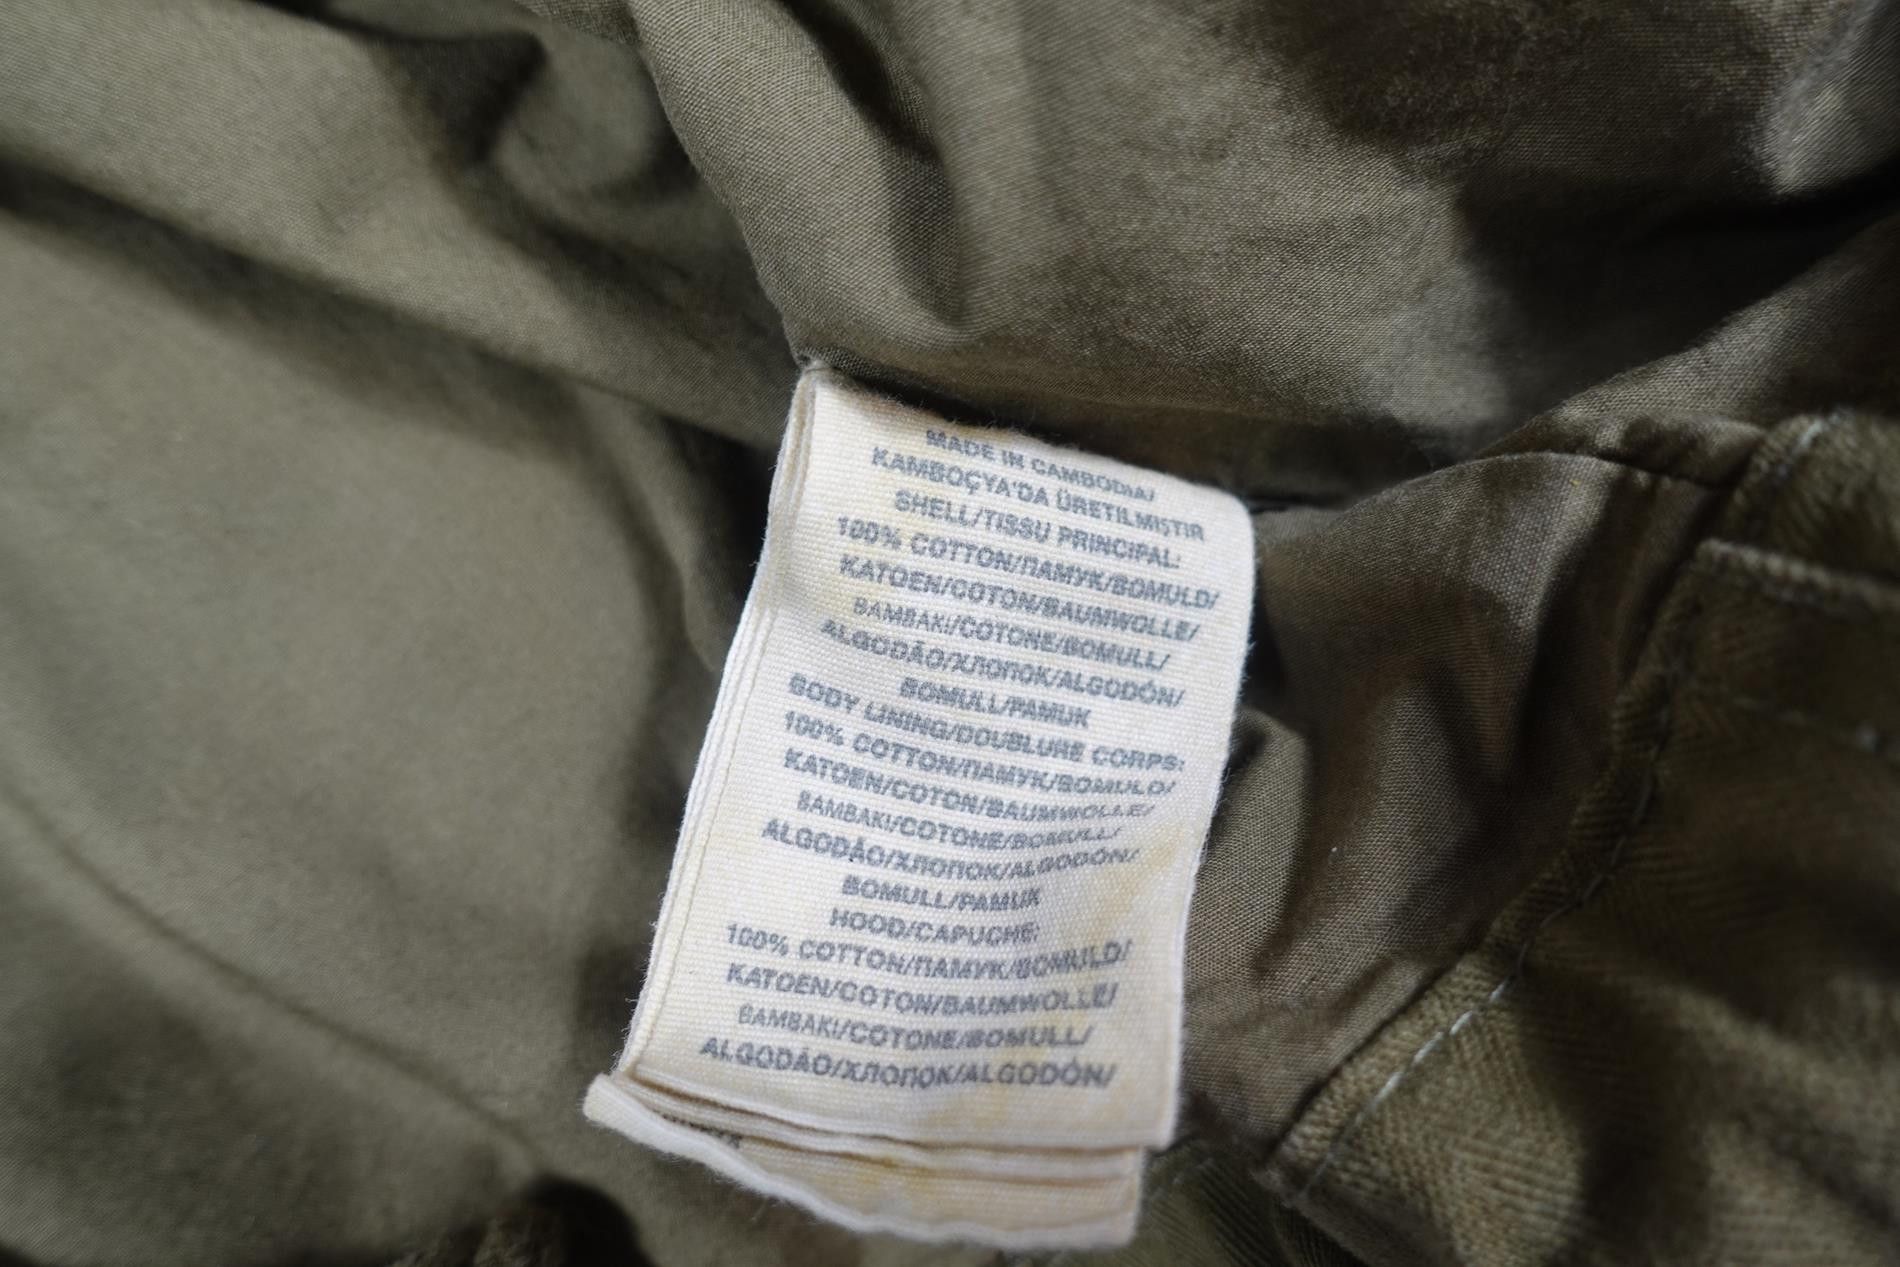 MADE IN CAMBODIA/
KAMBOÇYA'DA ÜRETILMIŞTIR
SHELL/TISSU PRINCIPAL:
100% COTTON/ПАМУК/BOMULD/
KATOEN/COTON/BAUMWOLLE/
BAMBAKI/COTONE/BOMULL/
ALGODÃO/ХЛОПОК/ALGODÓN/
BOMULL/PAMUK
BODY LINING/DOUBLURE CORPS:
100% COTTON/ПАМУК/BOMULD/
KATOEN/COTON/BAUMWOLLE/
BAMBAKI/COTONE/BOMULL/
ALGODÃO/ХЛОПОК/ALGODÓN/
BOMULL/PAMUK
HOOD/CAPUCHE:
100% COTTON/ПАМУК/BOMULD/
KATOEN/COTON/BAUMWOLLE/
BAMBAKI/COTONE/BOMULL/
ALGODÃO/ХЛОПОК/ALGODÓN/